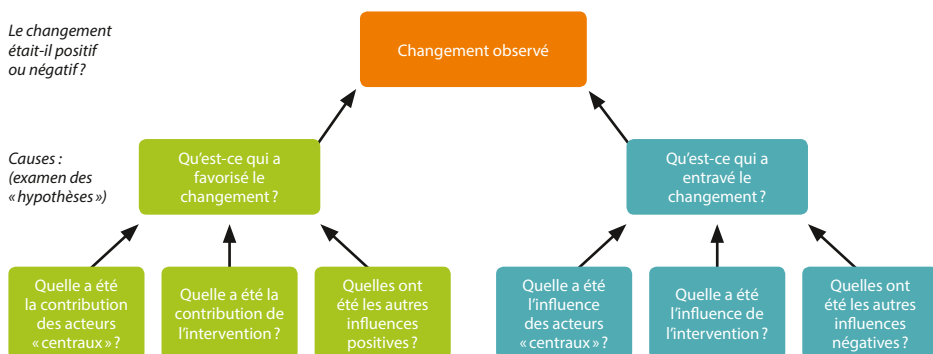 Le changement
était-il positif
ou négatif ?
Changement observé
Causes :
(examen des
« hypothèses »)
Qu'est-ce qui a
favorisé le
changement ?
Qu'est-ce qui a
entravé le
changement ?
Quelle a été
la contribution
des acteurs
« centraux » ?
Quelle a été la
contribution de
l'intervention ?
Quelles ont
été les autres
influences
positives ?
Quelle a été
l'influence
des acteurs
« centraux » ?
Quelle a été
l'influence de
l'intervention ?
Quelles ont
été les autres
influences
négatives ?